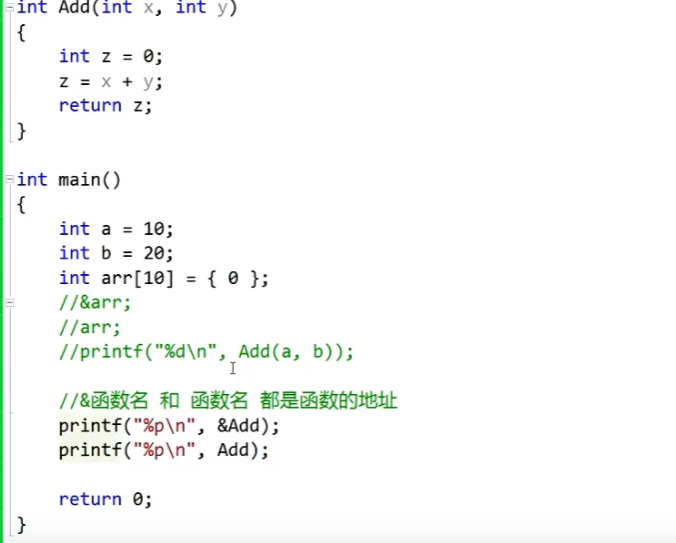 int Add(int x, int y)
{
    int z = 0;
    z = x + y;
    return z;
}
int main()
{
    int a = 10;
    int b = 20;
    int arr[10] = { 0 };
    //&arr;
    //arr;
    //printf("%d\n", Add(a, b));
    //&函数名 和 函数名 都是函数的地址
    printf("%p\n", &Add);
    printf("%p\n", Add);
    return 0;
}